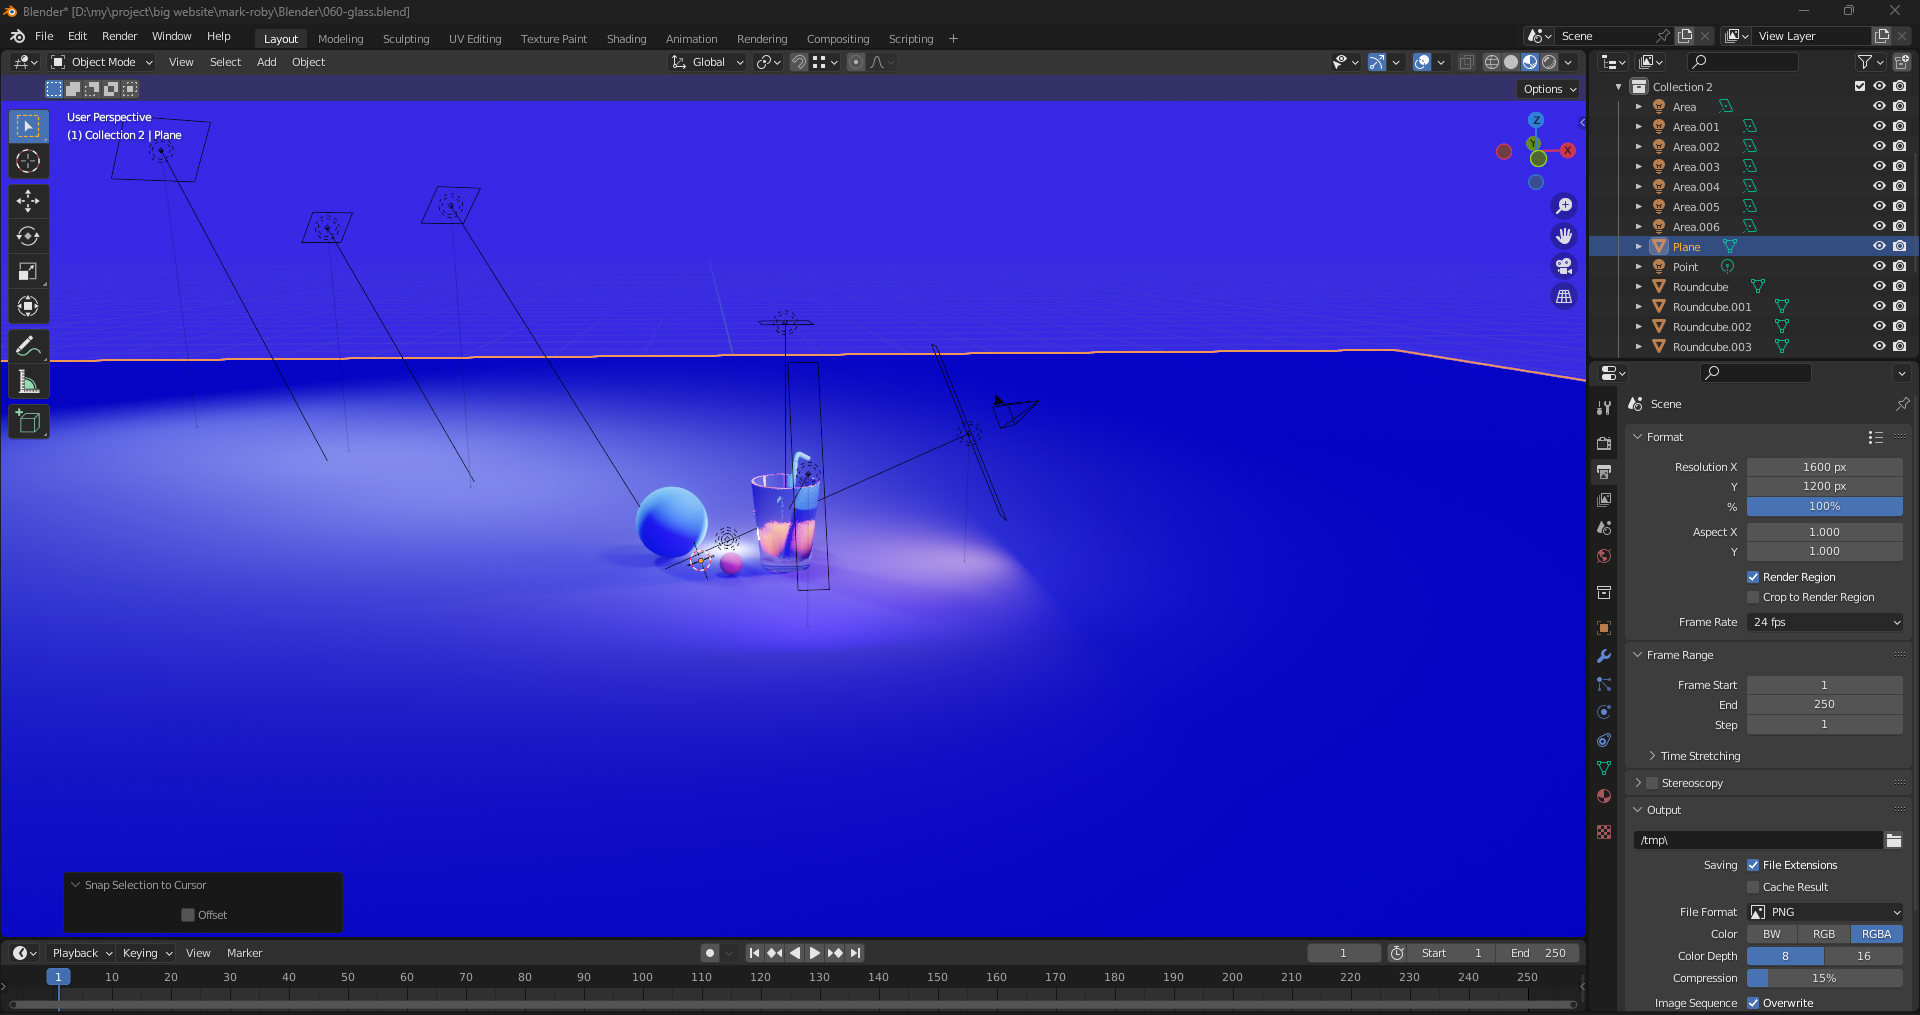 Blender* [D:\my\project\big website\mark-roby\Blender\060-glass.blend]
File Edit Render Window Help Layout Modeling Sculpting UV Editing Texture Paint Shading Animation Rendering Compositing Scripting + Scene View Layer
Object Mode View Select Add Object Global
Options
User Perspective
(1) Collection 2 | Plane
Z
Y
X
Collection 2
Area
Area.001
Area.002
Area.003
Area.004
Area.005
Area.006
Plane
Point
Roundcube
Roundcube.001
Roundcube.002
Roundcube.003
Scene
Format
Resolution X 1600 px
Y 1200 px
% 100%
Aspect X 1.000
Y 1.000
Render Region
Crop to Render Region
Frame Rate 24 fps
Frame Range
Frame Start 1
End 250
Step 1
Time Stretching
Stereoscopy
Output
/tmp\
Saving File Extensions
Cache Result
File Format PNG
Color BW RGB RGBA
Color Depth 8 16
Compression 15%
Image Sequence Overwrite
Snap Selection to Cursor
Offset
Playback Keying View Marker 1 Start 1 End 250
1 10 20 30 40 50 60 70 80 90 100 110 120 130 140 150 160 170 180 190 200 210 220 230 240 250